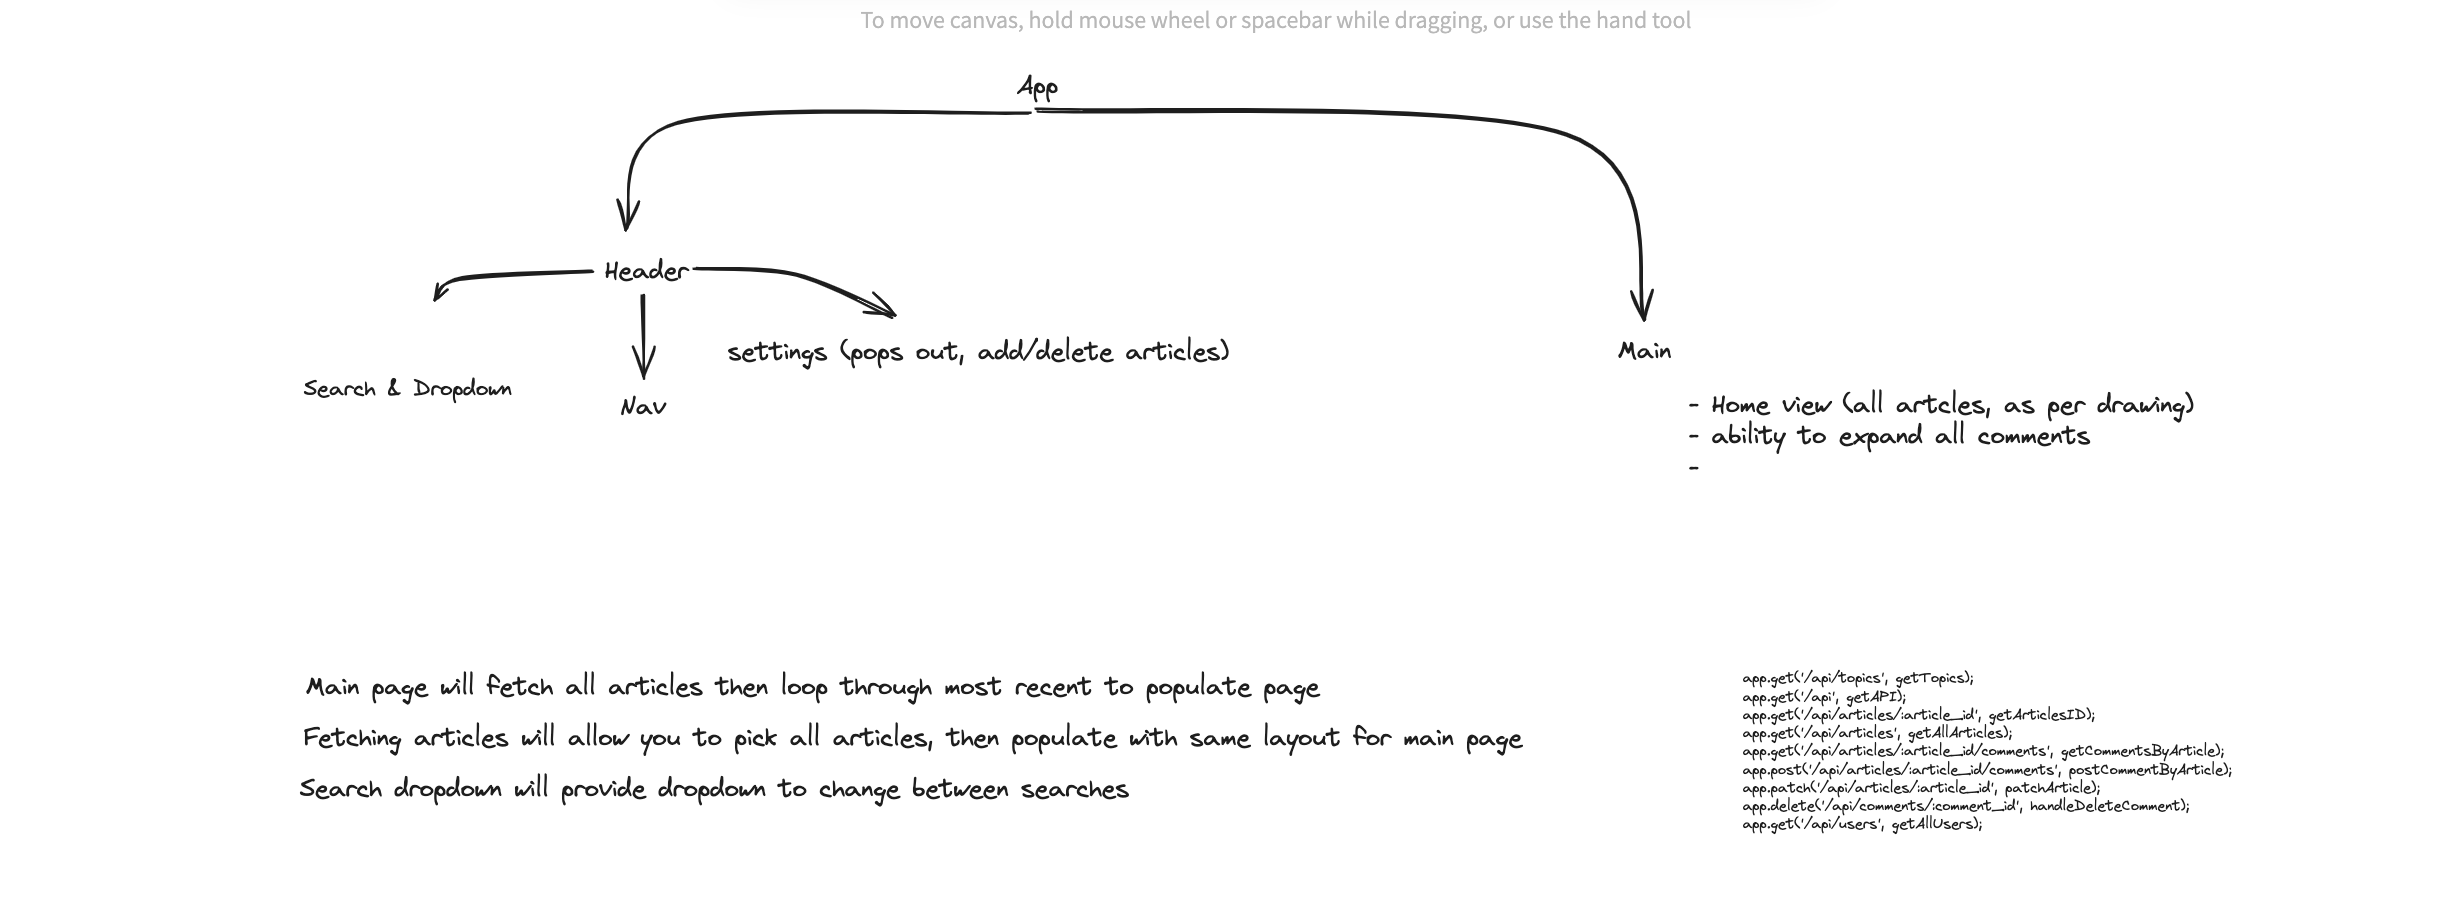 To move canvas, hold mouse wheel or spacebar while dragging, or use the hand tool
App
Header
settings (pops out, add/delete articles)
Main
Search & Dropdown
Nav
- Home view (all artcles, as per drawing)
- ability to expand all comments
-
Main page will fetch all articles then loop through most recent to populate page
Fetching articles will allow you to pick all articles, then populate with same layout for main page
Search dropdown will provide dropdown to change between searches
app.get('/api/topics', getTopics);
app.get('/api', getAPI);
app.get('/api/articles/:article_id', getArticlesID);
app.get('/api/articles', getAllArticles);
app.get('/api/articles/:article_id/comments', getCommentsByArticle);
app.post('/api/articles/:article_id/comments', postCommentByArticle);
app.patch('/api/articles/:article_id', patchArticle);
app.delete('/api/comments/:comment_id', handleDeleteComment);
app.get('/api/users', getAllUsers);